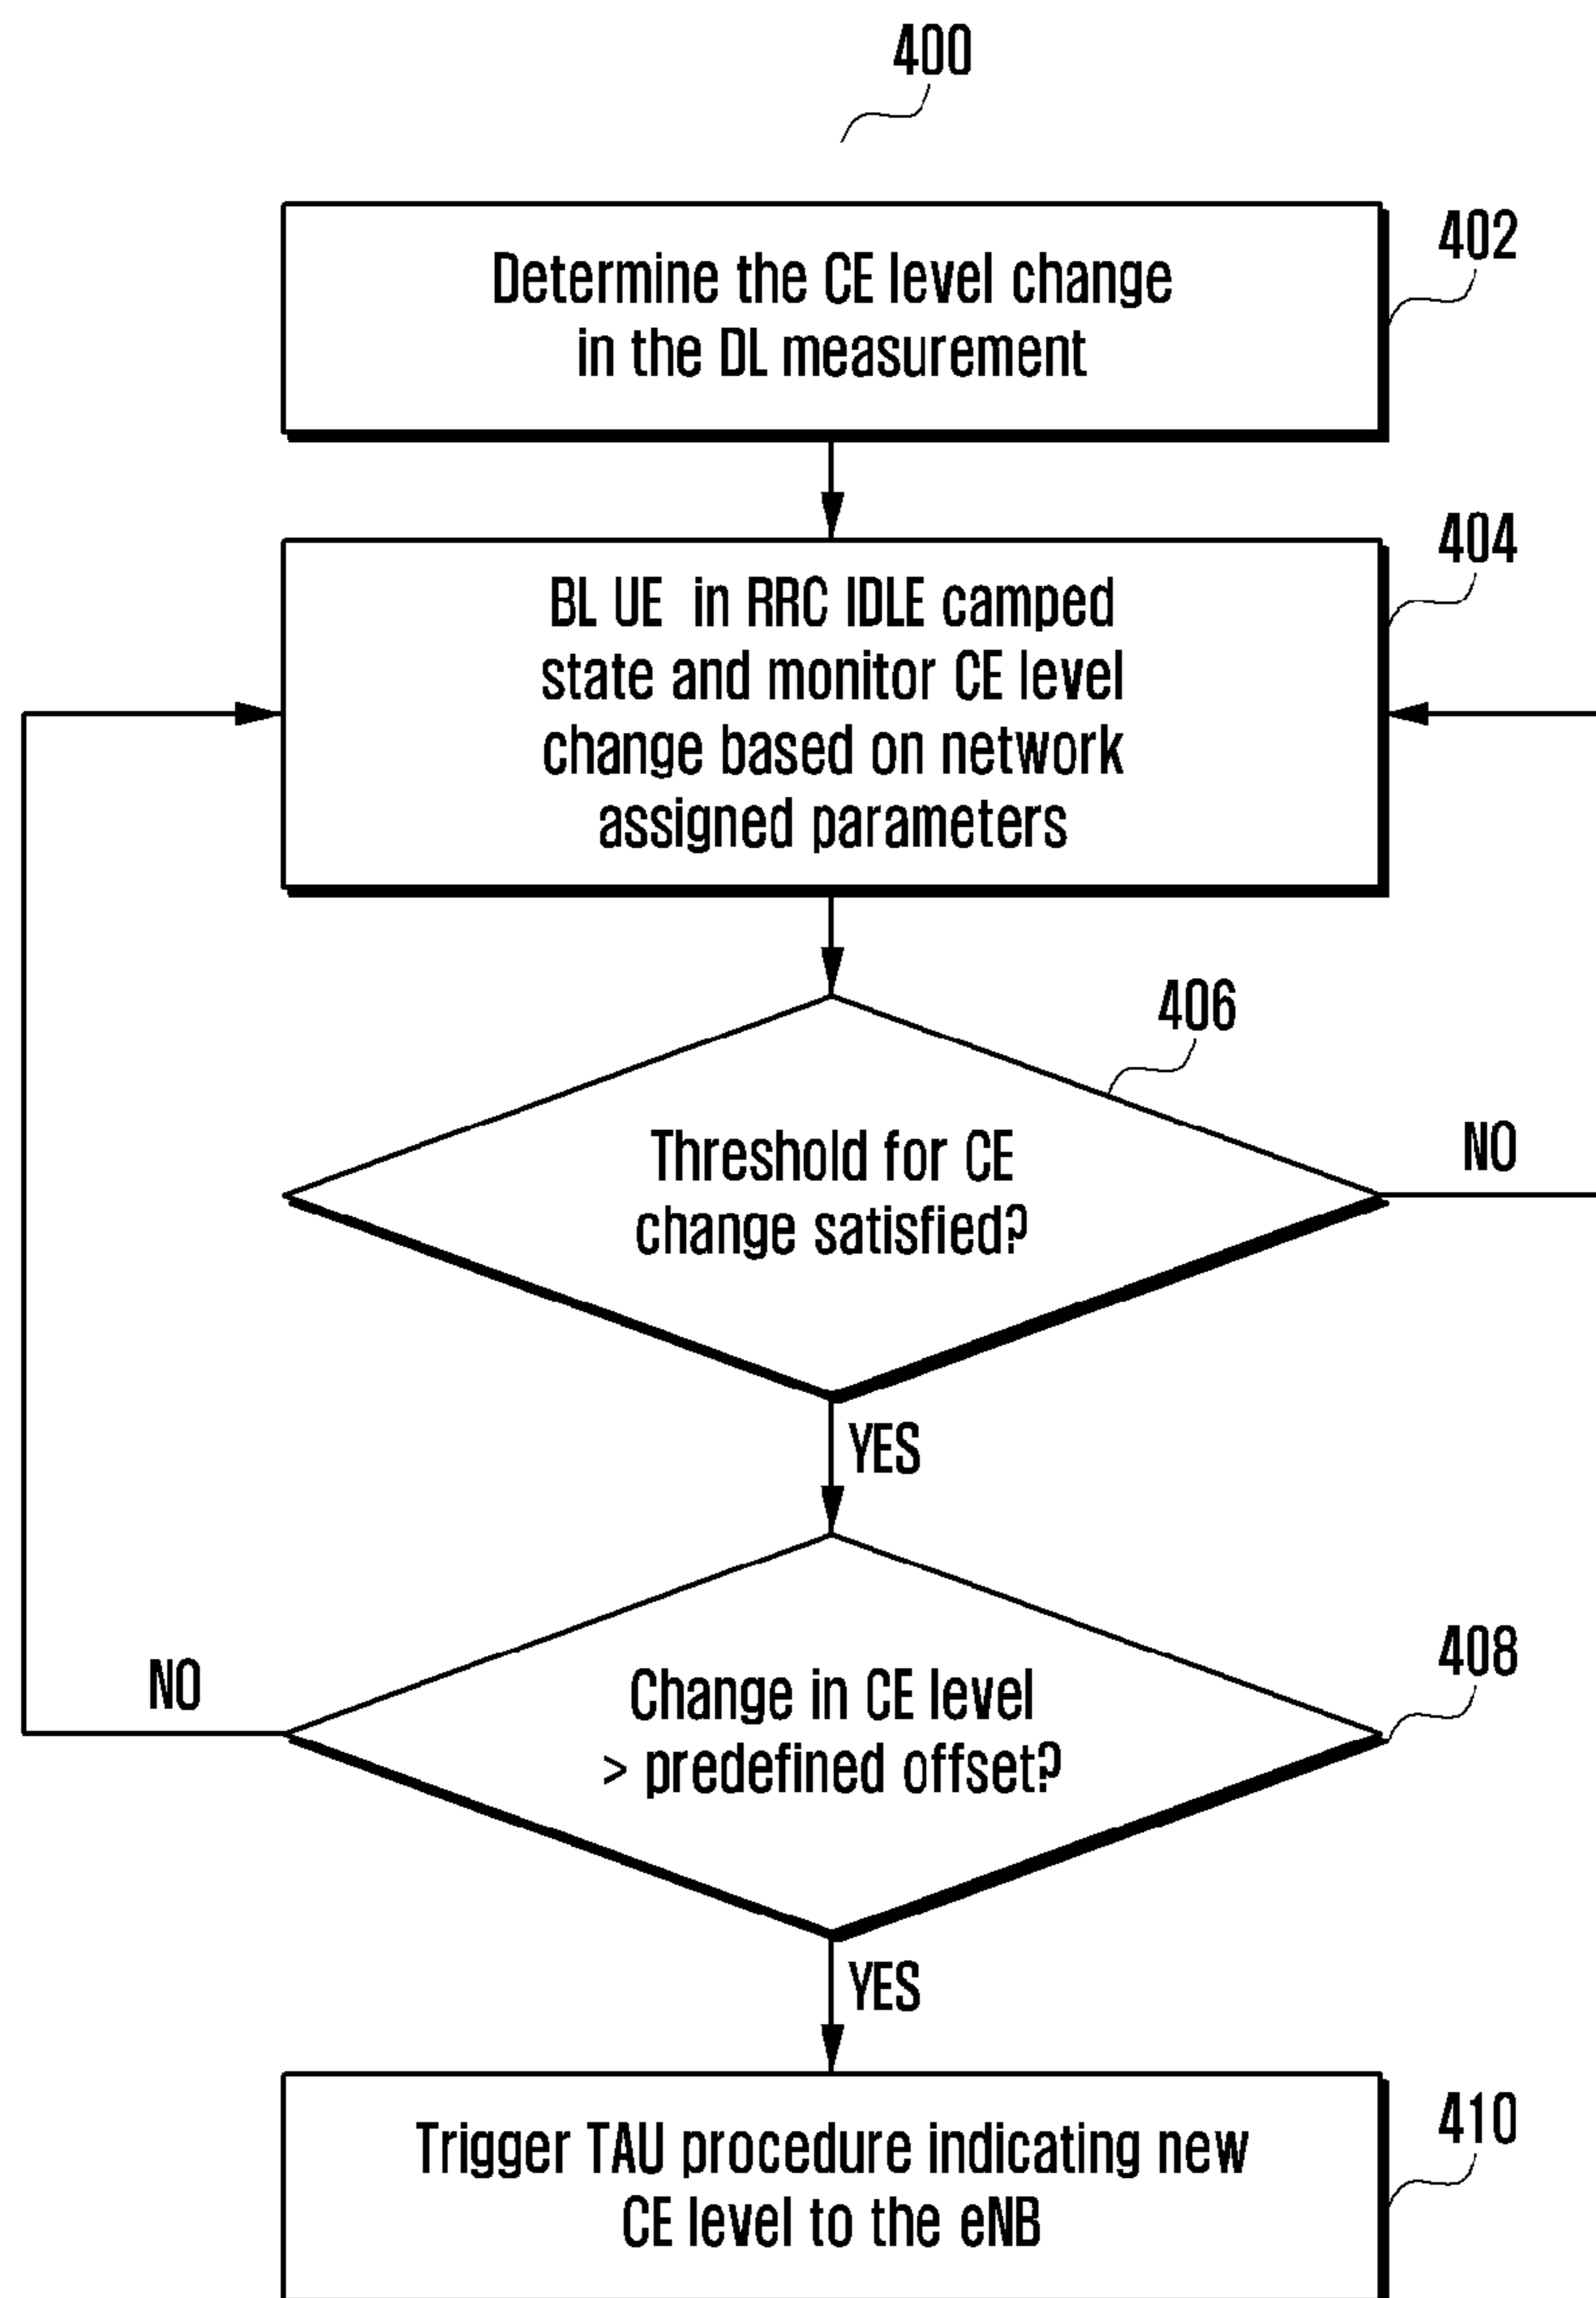 400
402
Determine the CE level change
in the DL measurement
404
BL UE in RRC IDLE camped
state and monitor CE level
change based on network
assigned parameters
406
Threshold for CE
change satisfied?
NO
YES
408
Change in CE level
> predefined offset?
NO
YES
410
Trigger TAU procedure indicating new
CE level to the eNB